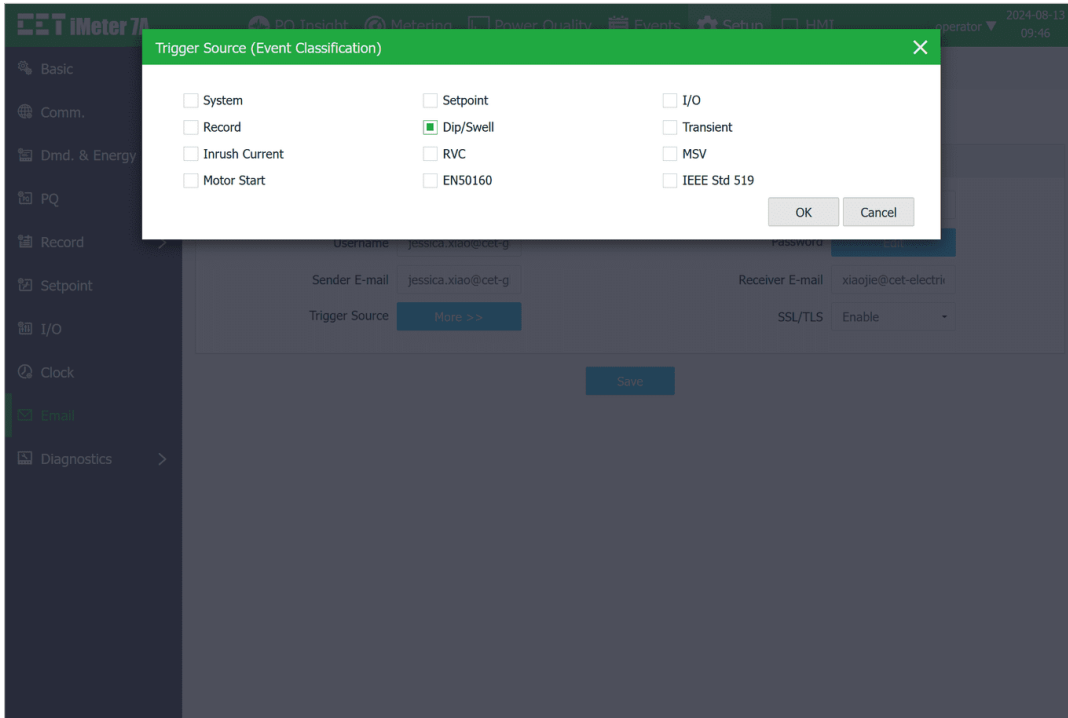 CET iMeter 7A PQ Insight Metering Power Quality Events Setup HMI operator ▼ 2024-08-13
09:46
Trigger Source (Event Classification)
System Setpoint I/O
Record Dip/Swell Transient
Inrush Current RVC MSV
Motor Start EN50160 IEEE Std 519
OK Cancel
Basic
Comm.
Dmd. & Energy
PQ
Record
Setpoint
I/O
Clock
Email
Diagnostics
Username jessica.xiao@cet-g Password Edit
Sender E-mail jessica.xiao@cet-g Receiver E-mail xiaojie@cet-electri
Trigger Source More >> SSL/TLS Enable
Save